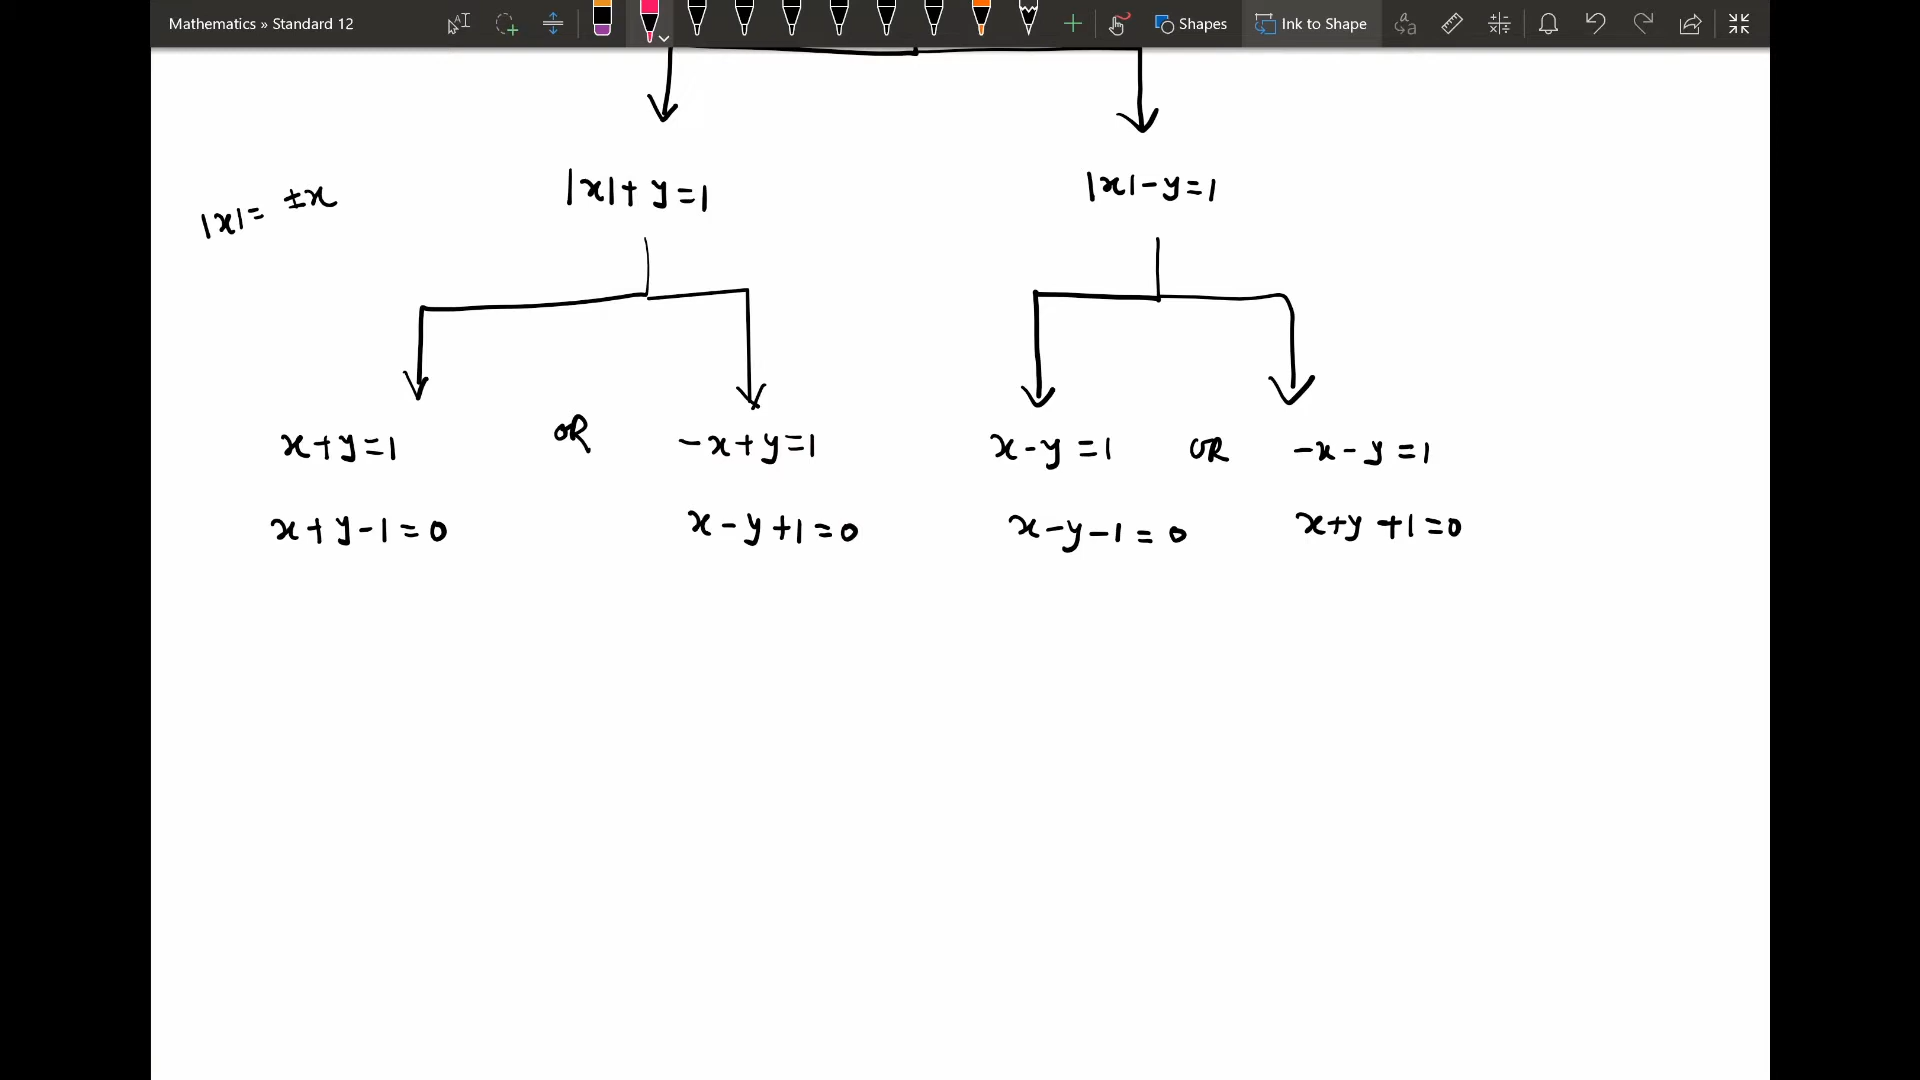 Mathematics » Standard 12
Shapes
Ink to Shape
|x| + y = 1
|x| - y = 1
|x| = ±x
x + y = 1
OR
-x + y = 1
x - y = 1
OR
-x - y = 1
x + y - 1 = 0
x - y + 1 = 0
x - y - 1 = 0
x + y + 1 = 0